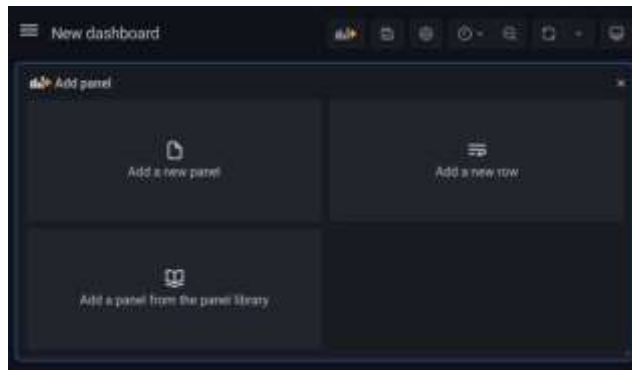 New dashboard
Add panel
Add a new panel
Add a new row
Add a panel from the panel library